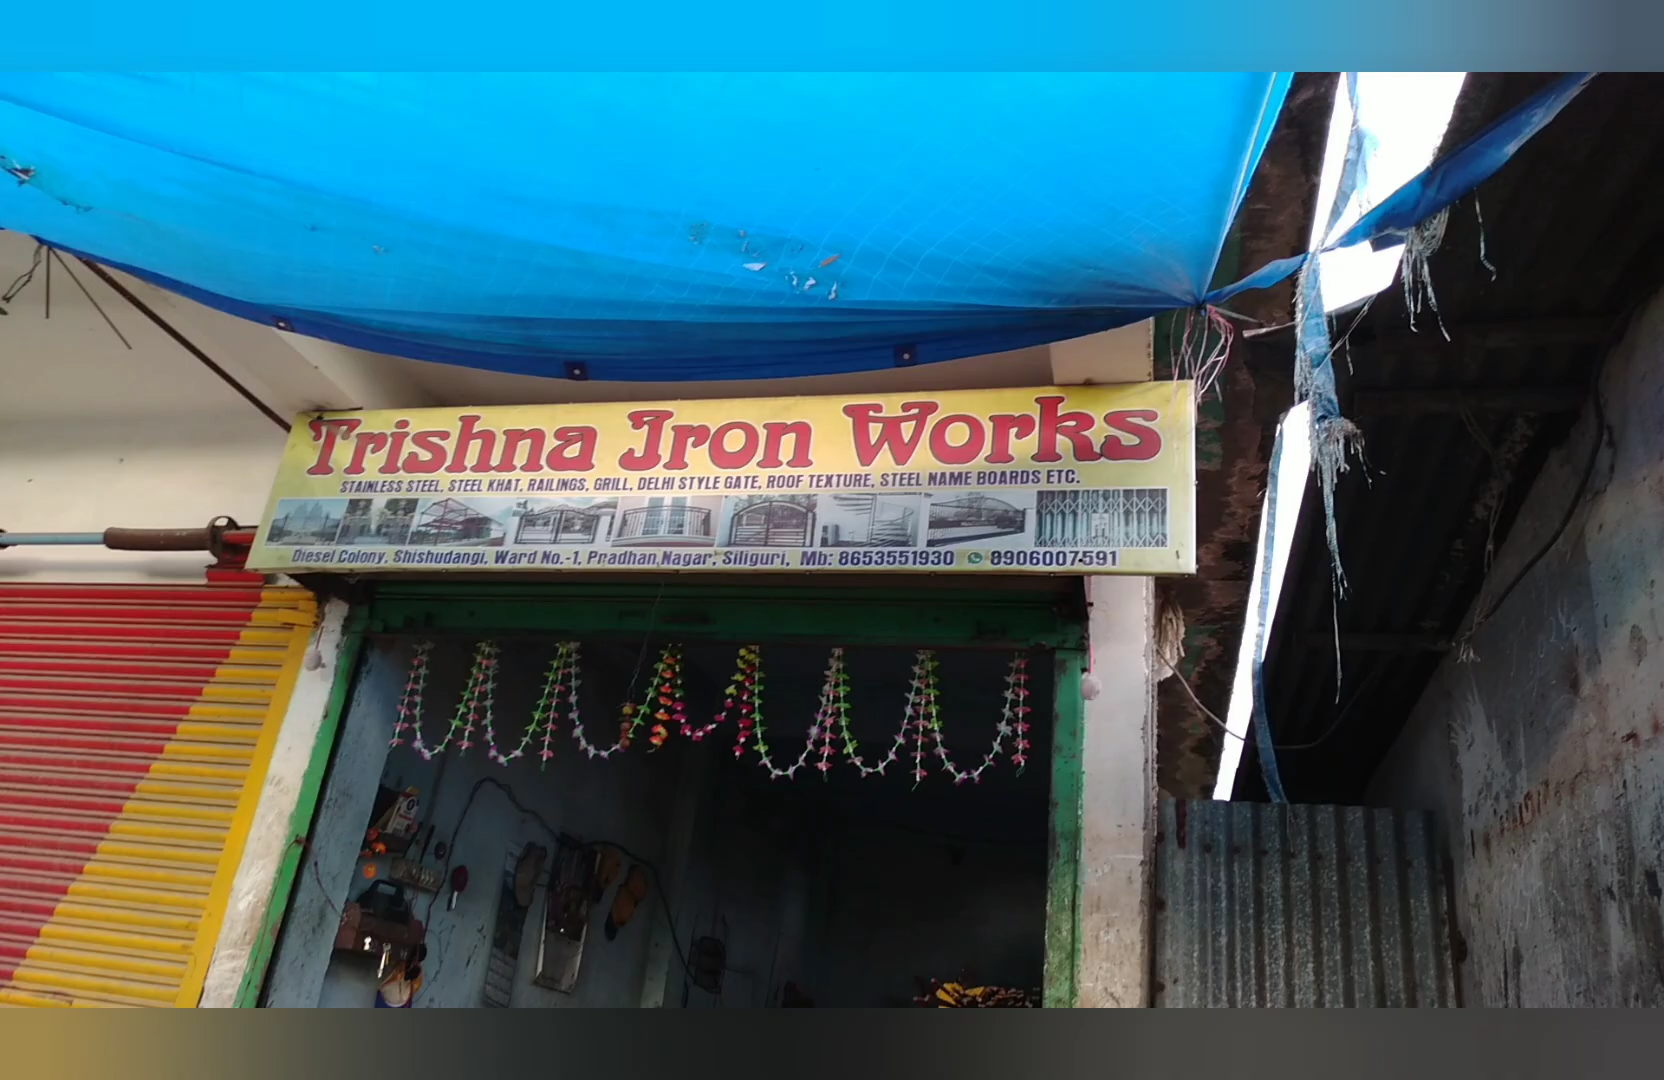 Trishna Iron Works
STAINLESS STEEL, STEEL KHAT, RAILINGS, GRILL, DELHI STYLE GATE, ROOF TEXTURE, STEEL NAME BOARDS ETC.
Diesel Colony, Shishudangi, Ward No.-1, Pradhan Nagar, Siliguri, Mb: 8653551930 8906007591